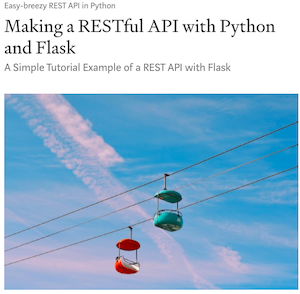 Easy-breezy REST API in Python
Making a RESTful API with Python
and Flask
A Simple Tutorial Example of a REST API with Flask